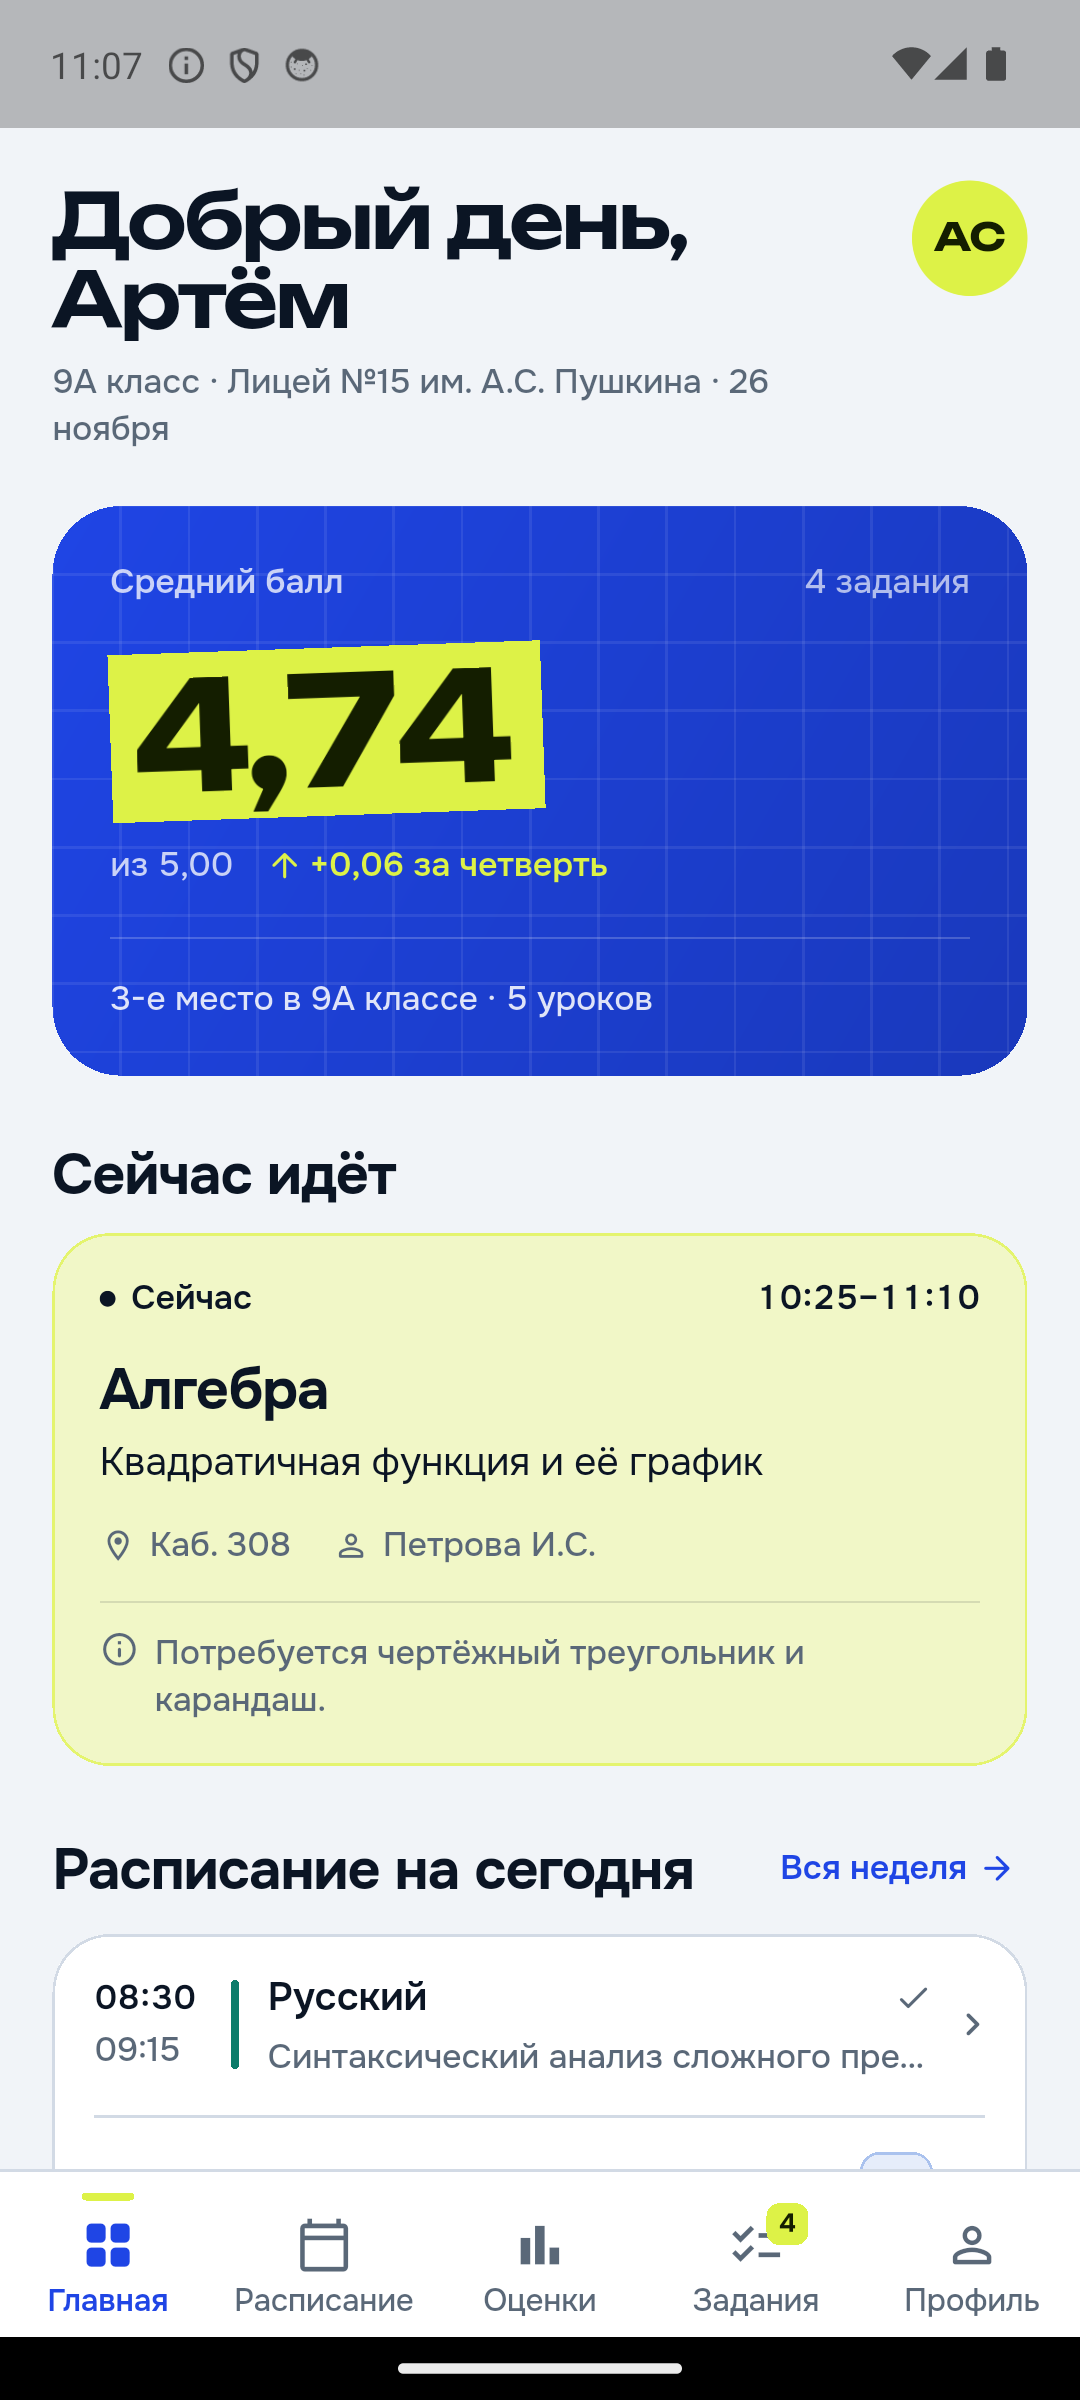 11:07
Добрый день,
Артём
АС
9А класс · Лицей №15 им. А.С. Пушкина · 26
ноября
Средний балл
4 задания
4,74
из 5,00 ↑ +0,06 за четверть
3-е место в 9А классе · 5 уроков
Сейчас идёт
• Сейчас
10:25–11:10
Алгебра
Квадратичная функция и её график
Каб. 308
Петрова И.С.
Потребуется чертёжный треугольник и
карандаш.
Расписание на сегодня
Вся неделя →
08:30
Русский
09:15
Синтаксический анализ сложного пре...
4
Главная
Расписание
Оценки
Задания
Профиль